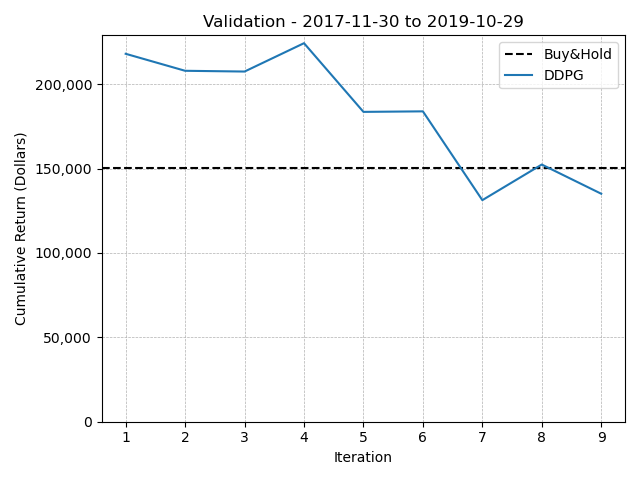 Validation - 2017-11-30 to 2019-10-29
Buy&Hold
DDPG
Cumulative Return (Dollars)
200,000
150,000
100,000
50,000
0
1 2 3 4 5 6 7 8 9
Iteration